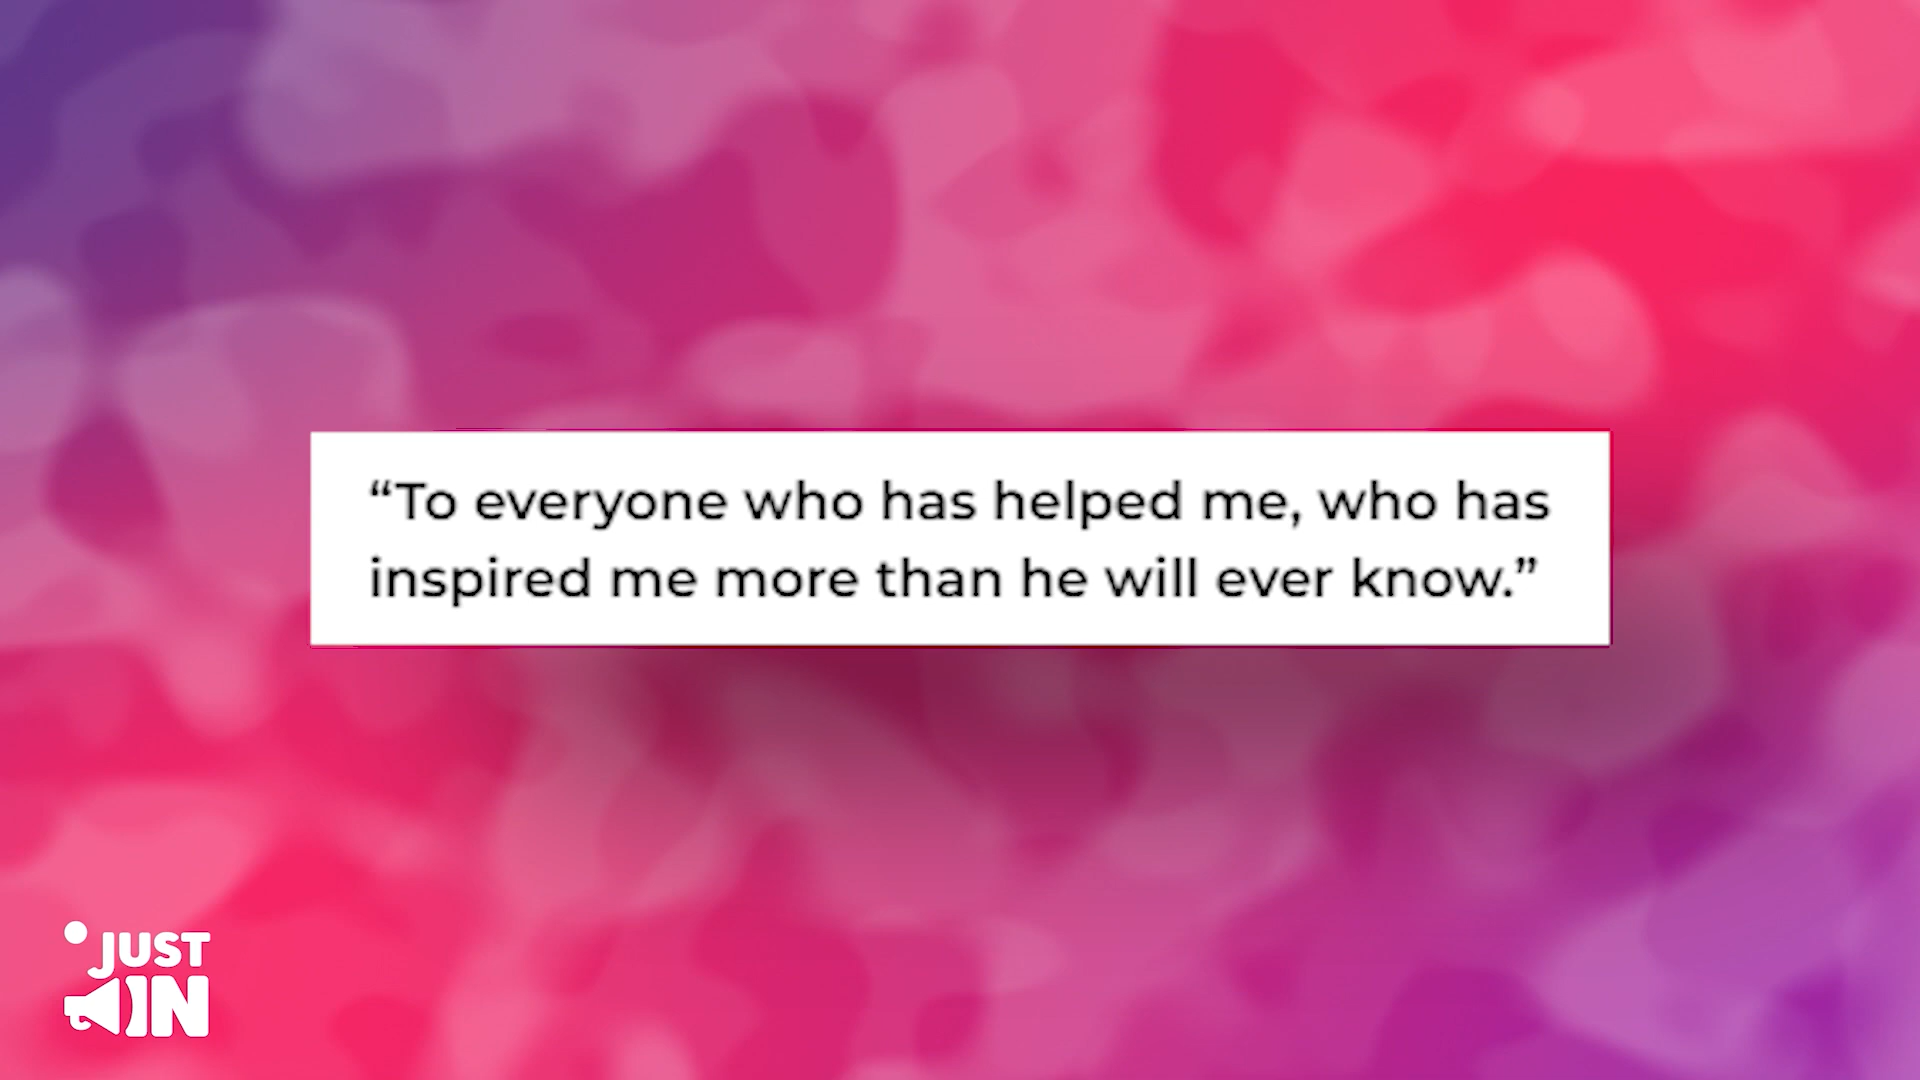 “To everyone who has helped me, who has
inspired me more than he will ever know.”
JUST
IN